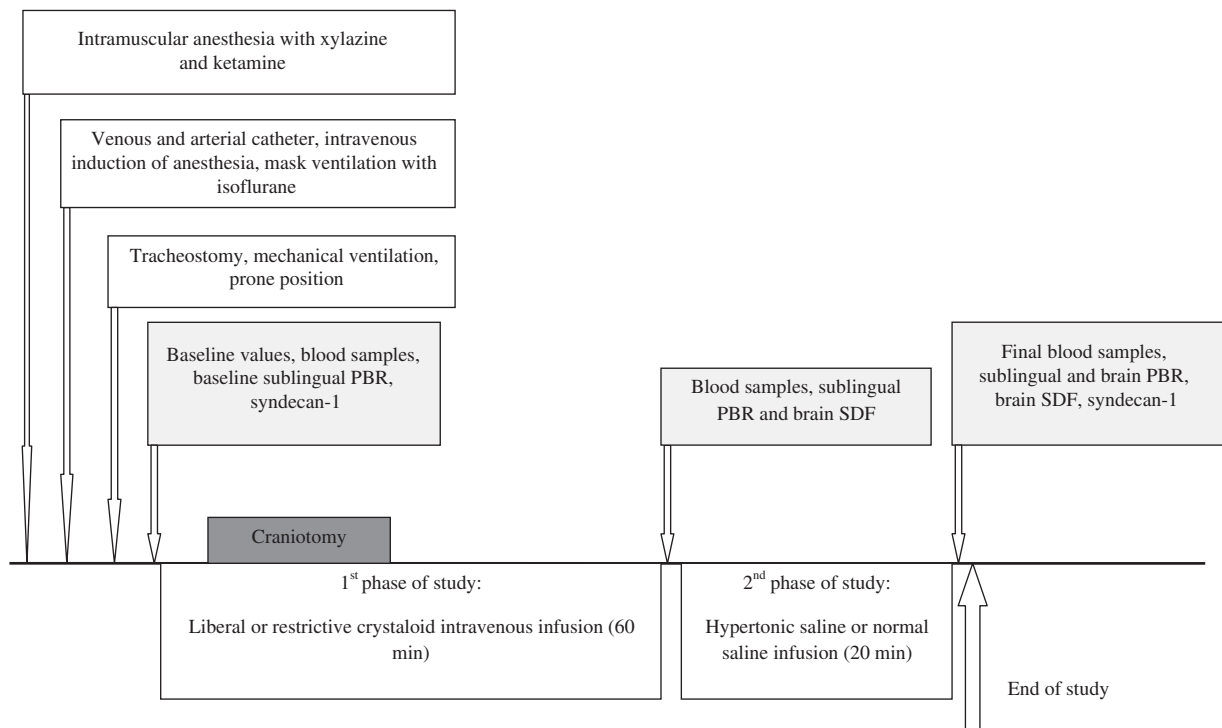 Intramuscular anesthesia with xylazine
and ketamine
Venous and arterial catheter, intravenous
induction of anesthesia, mask ventilation with
isoflurane
Tracheostomy, mechanical ventilation,
prone position
Baseline values, blood samples,
baseline sublingual PBR,
syndecan-1
Blood samples, sublingual
PBR and brain SDF
Final blood samples,
sublingual and brain PBR,
brain SDF, syndecan-1
Craniotomy
1st phase of study:
Liberal or restrictive crystaloid intravenous infusion (60
min)
2nd phase of study:
Hypertonic saline or normal
saline infusion (20 min)
End of study